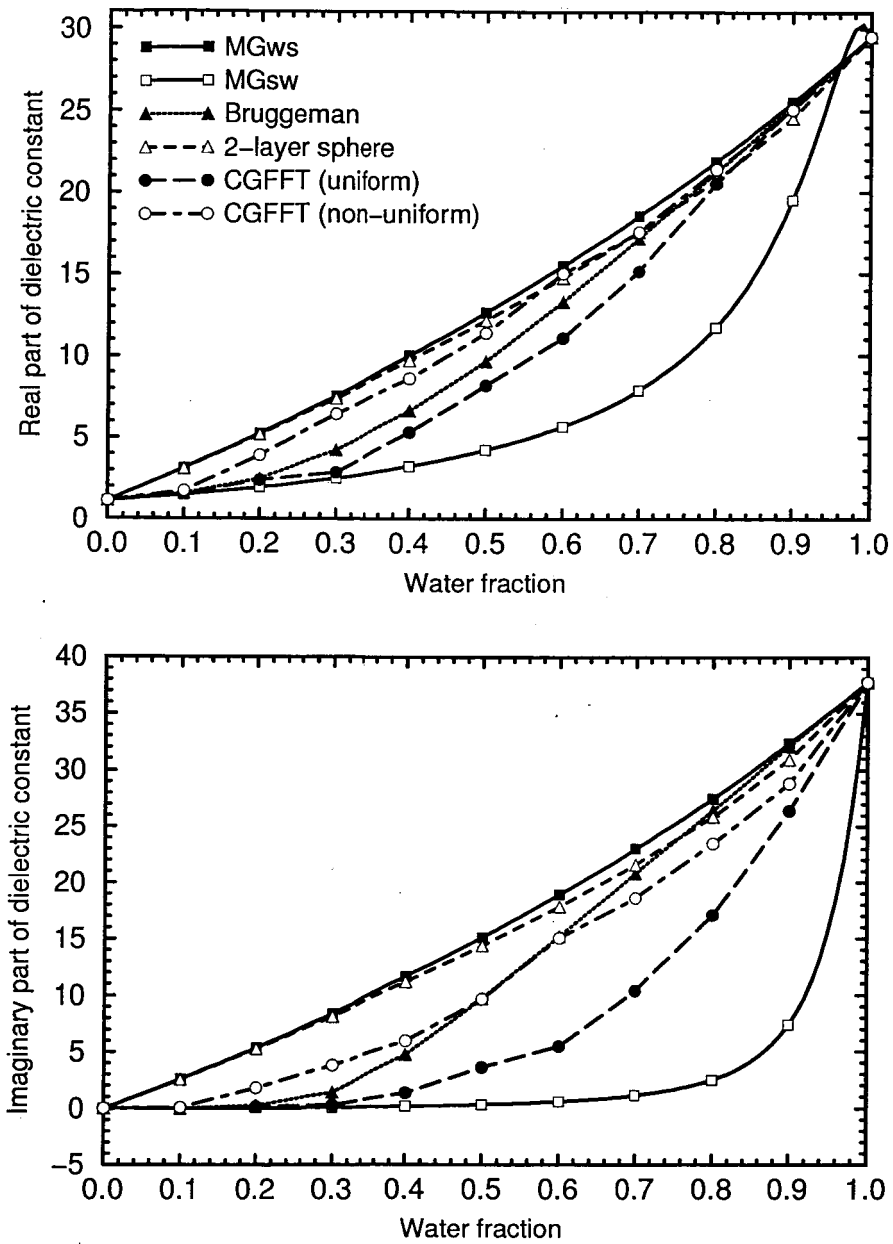 Real part of dielectric constant
30
25
20
15
10
5
0
MGws
MGsw
Bruggeman
2-layer sphere
CGFFT (uniform)
CGFFT (non-uniform)
0.0 0.1 0.2 0.3 0.4 0.5 0.6 0.7 0.8 0.9 1.0
Water fraction
Imaginary part of dielectric constant
40
35
30
25
20
15
10
5
0
-5
0.0 0.1 0.2 0.3 0.4 0.5 0.6 0.7 0.8 0.9 1.0
Water fraction